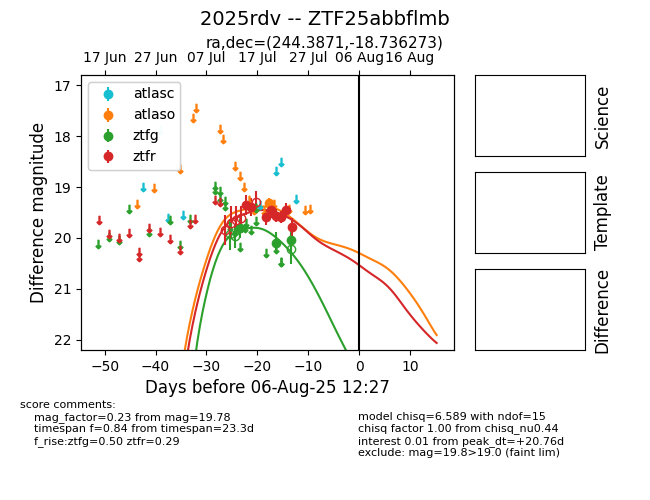 2025rdv -- ZTF25abbflmb
ra,dec=(244.3871,-18.736273)
17 Jun 27 Jun 07 Jul 17 Jul 27 Jul 06 Aug 16 Aug
atlasc
atlaso
ztfg
ztfr
17
18
19
20
21
22
Difference magnitude
−50 −40 −30 −20 −10 0 10
Days before 06-Aug-25 12:27
Science
Template
Difference
score comments:
mag_factor=0.23 from mag=19.78
timespan f=0.84 from timespan=23.3d
f_rise:ztfg=0.50 ztfr=0.29
model chisq=6.589 with ndof=15
chisq factor 1.00 from chisq_nu0.44
interest 0.01 from peak_dt=+20.76d
exclude: mag=19.8>19.0 (faint lim)